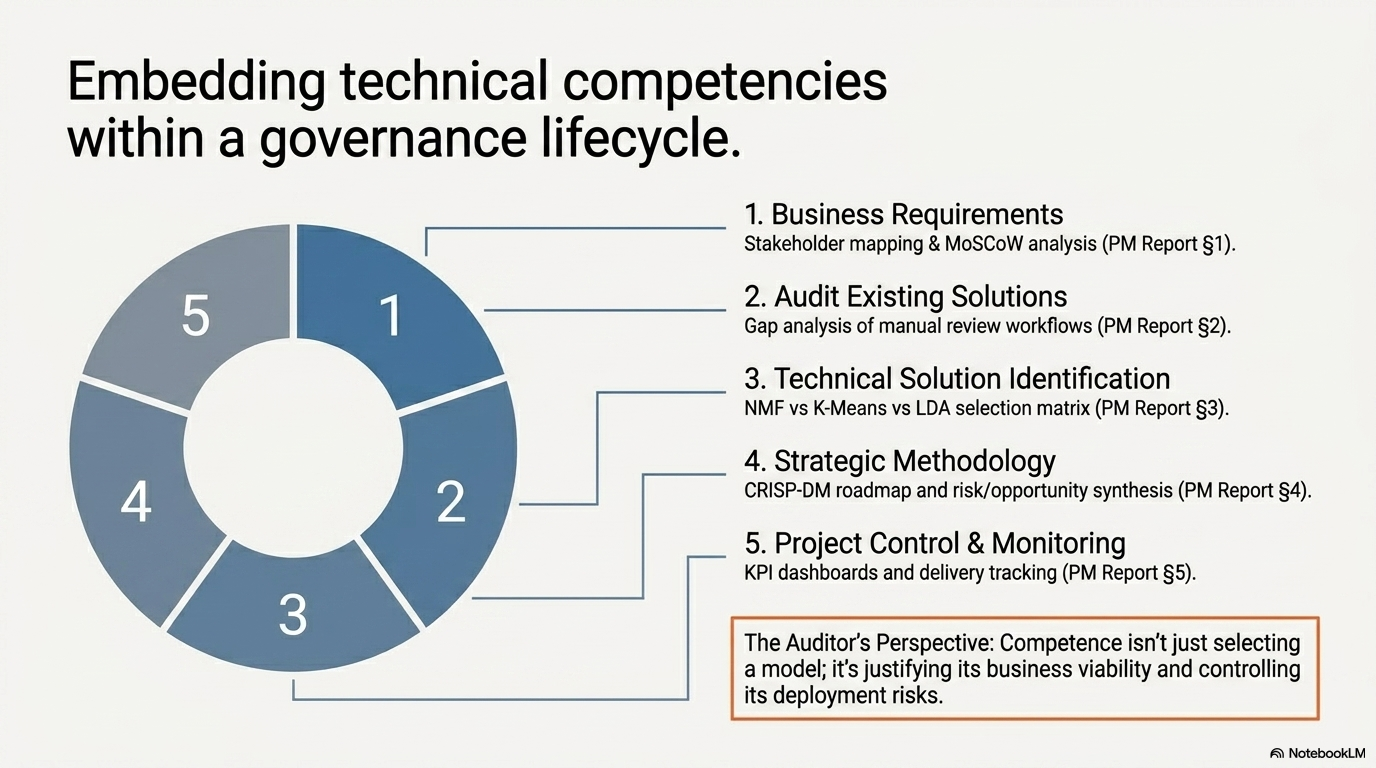 Embedding technical competencies
within a governance lifecycle.
1
2
3
4
5
1. Business Requirements
Stakeholder mapping & MoSCoW analysis (PM Report §1).
2. Audit Existing Solutions
Gap analysis of manual review workflows (PM Report §2).
3. Technical Solution Identification
NMF vs K-Means vs LDA selection matrix (PM Report §3).
4. Strategic Methodology
CRISP-DM roadmap and risk/opportunity synthesis (PM Report §4).
5. Project Control & Monitoring
KPI dashboards and delivery tracking (PM Report §5).
The Auditor's Perspective: Competence isn't just selecting
a model; it's justifying its business viability and controlling
its deployment risks.
NotebookLM